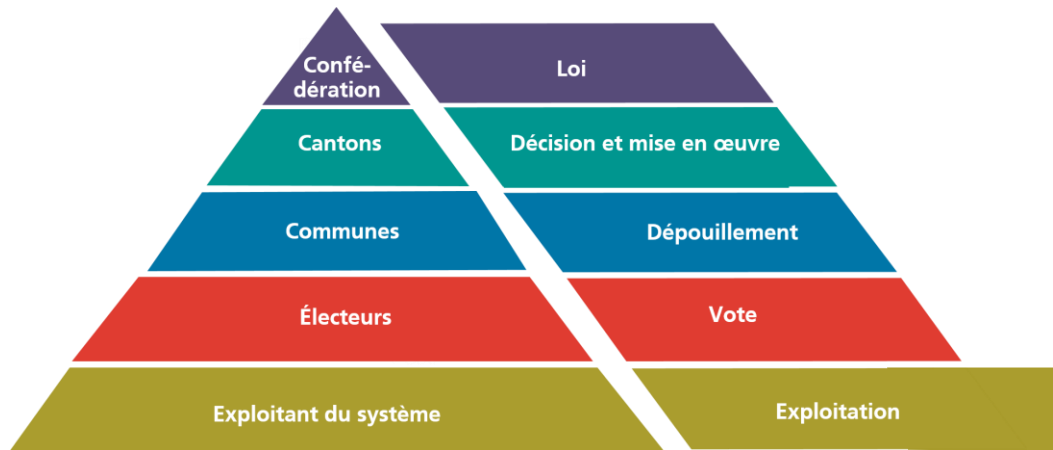 Confé-
dération
Loi
Cantons
Décision et mise en œuvre
Communes
Dépouillement
Électeurs
Vote
Exploitant du système
Exploitation